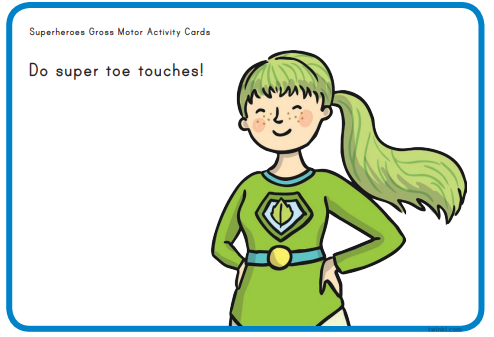 Superheroes Gross Motor Activity Cards
Do super toe touches!